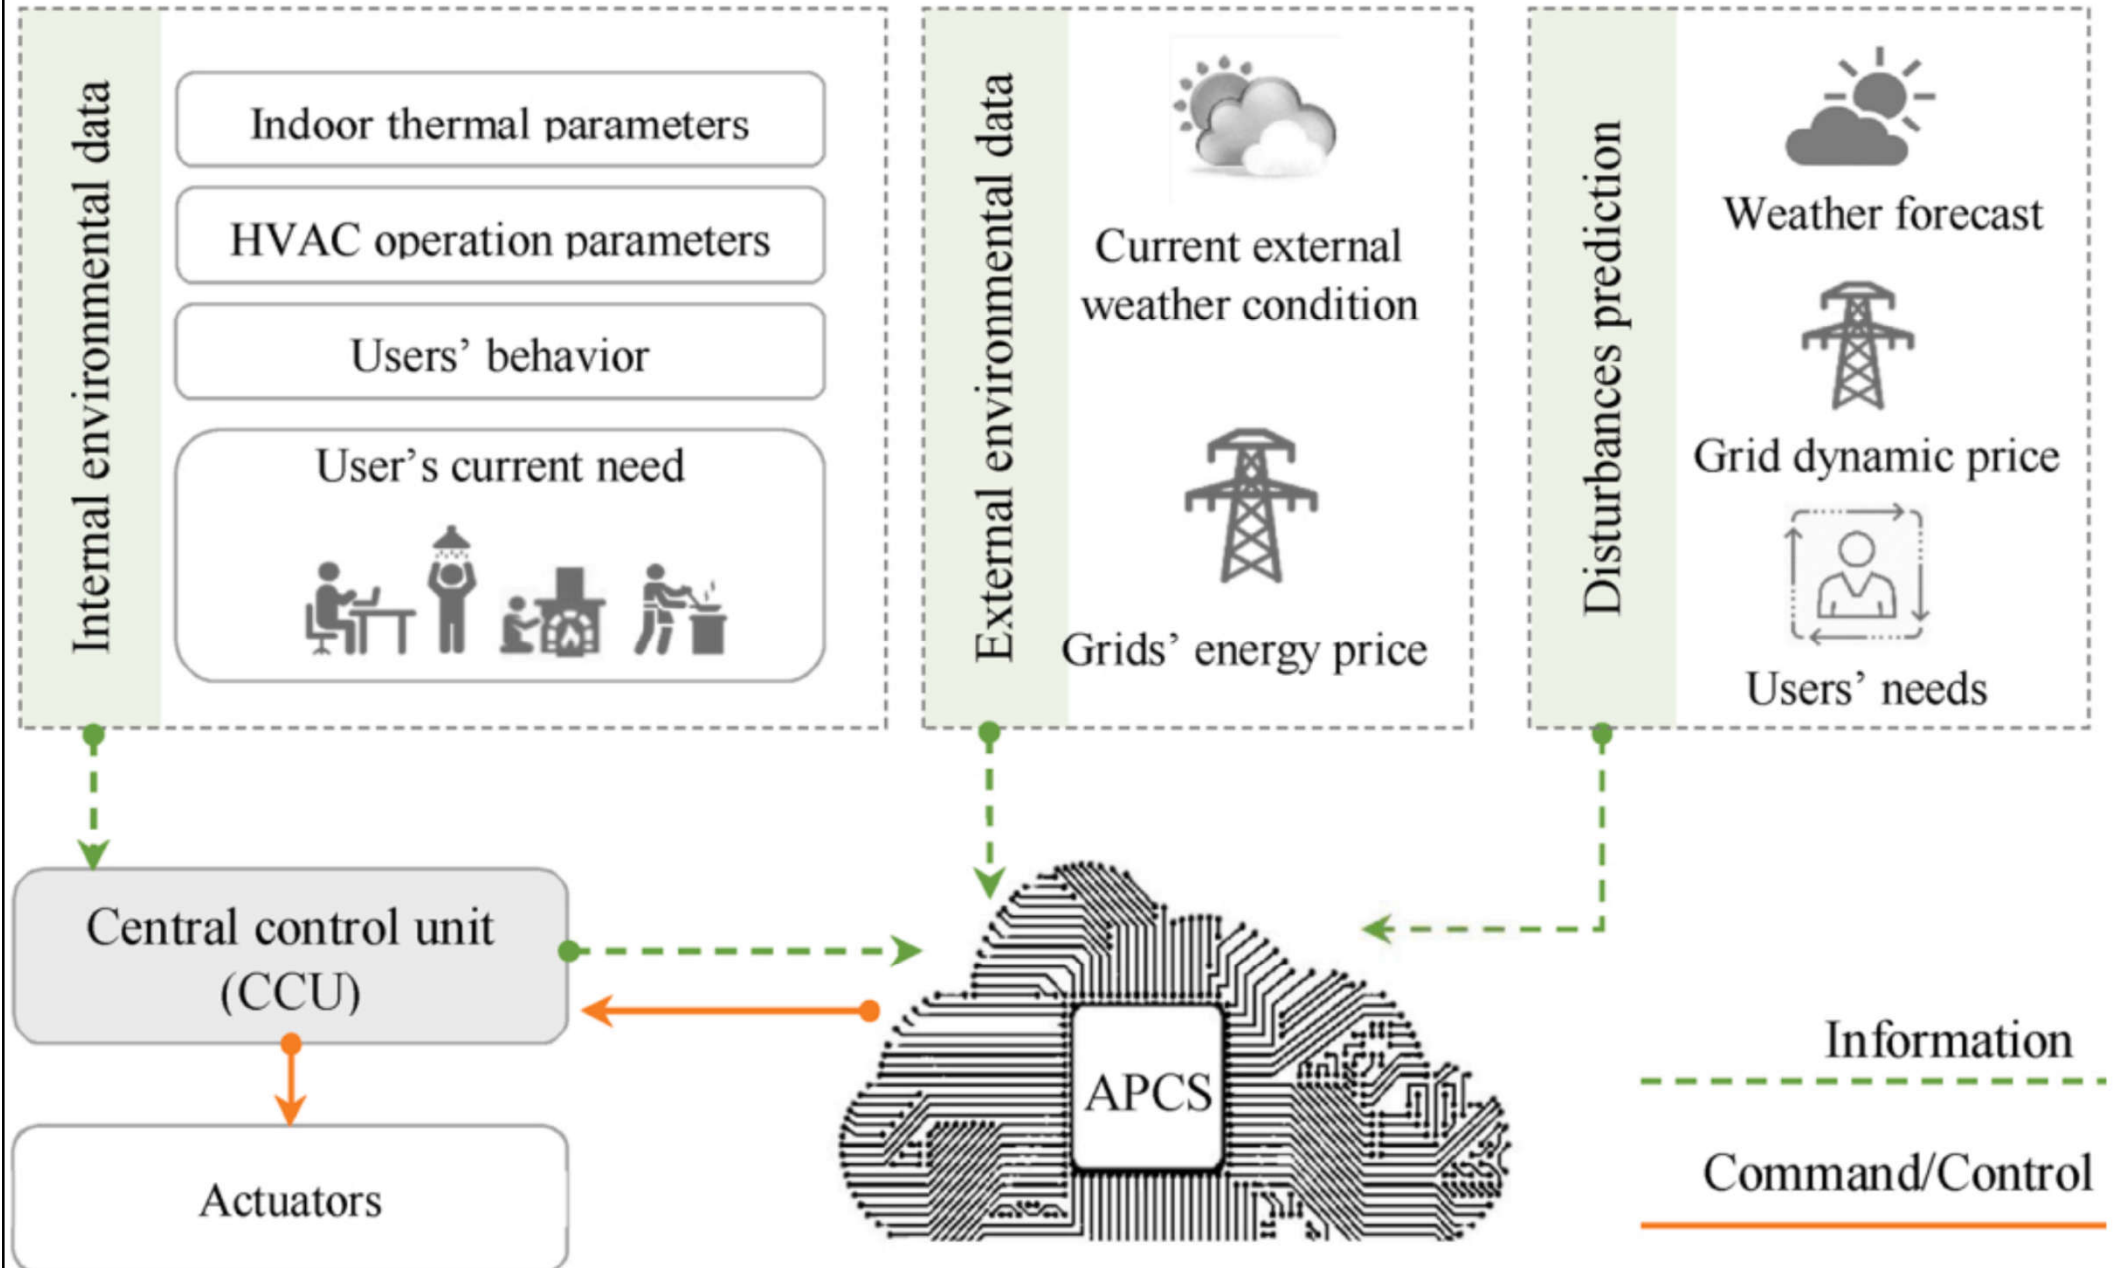 Internal environmental data
Indoor thermal parameters
HVAC operation parameters
Users’ behavior
User’s current need
External environmental data
Current external
weather condition
Grids’ energy price
Disturbances prediction
Weather forecast
Grid dynamic price
Users’ needs
Central control unit
(CCU)
Actuators
APCS
Information
Command/Control